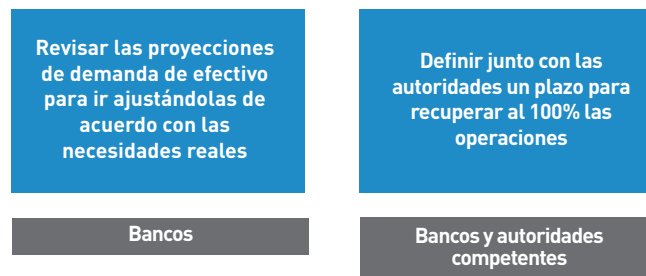 Revisar las proyecciones
de demanda de efectivo
para ir ajustándolas de
acuerdo con las
necesidades reales
Bancos
Definir junto con las
autoridades un plazo para
recuperar al 100% las
operaciones
Bancos y autoridades
competentes